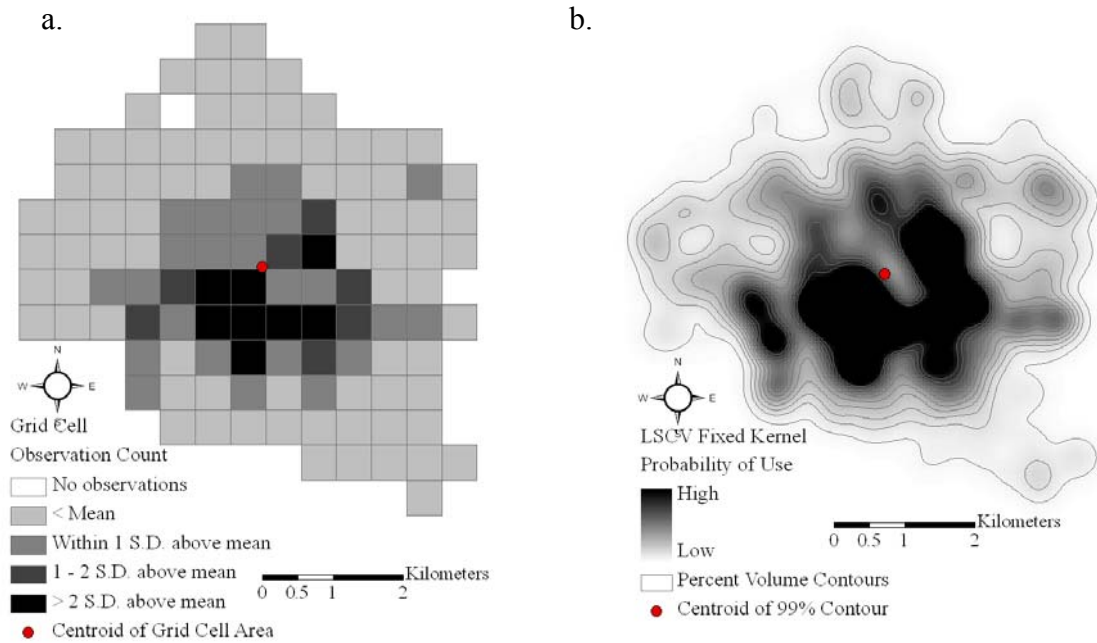 a.
N
W E
S
Grid Cell
Observation Count
No observations
< Mean
Within 1 S.D. above mean
1 - 2 S.D. above mean
> 2 S.D. above mean
Centroid of Grid Cell Area
Kilometers
0 0.5 1 2
b.
N
W E
S
LSCV Fixed Kernel
Probability of Use
High
Low
Percent Volume Contours
Centroid of 99% Contour
Kilometers
0 0.5 1 2